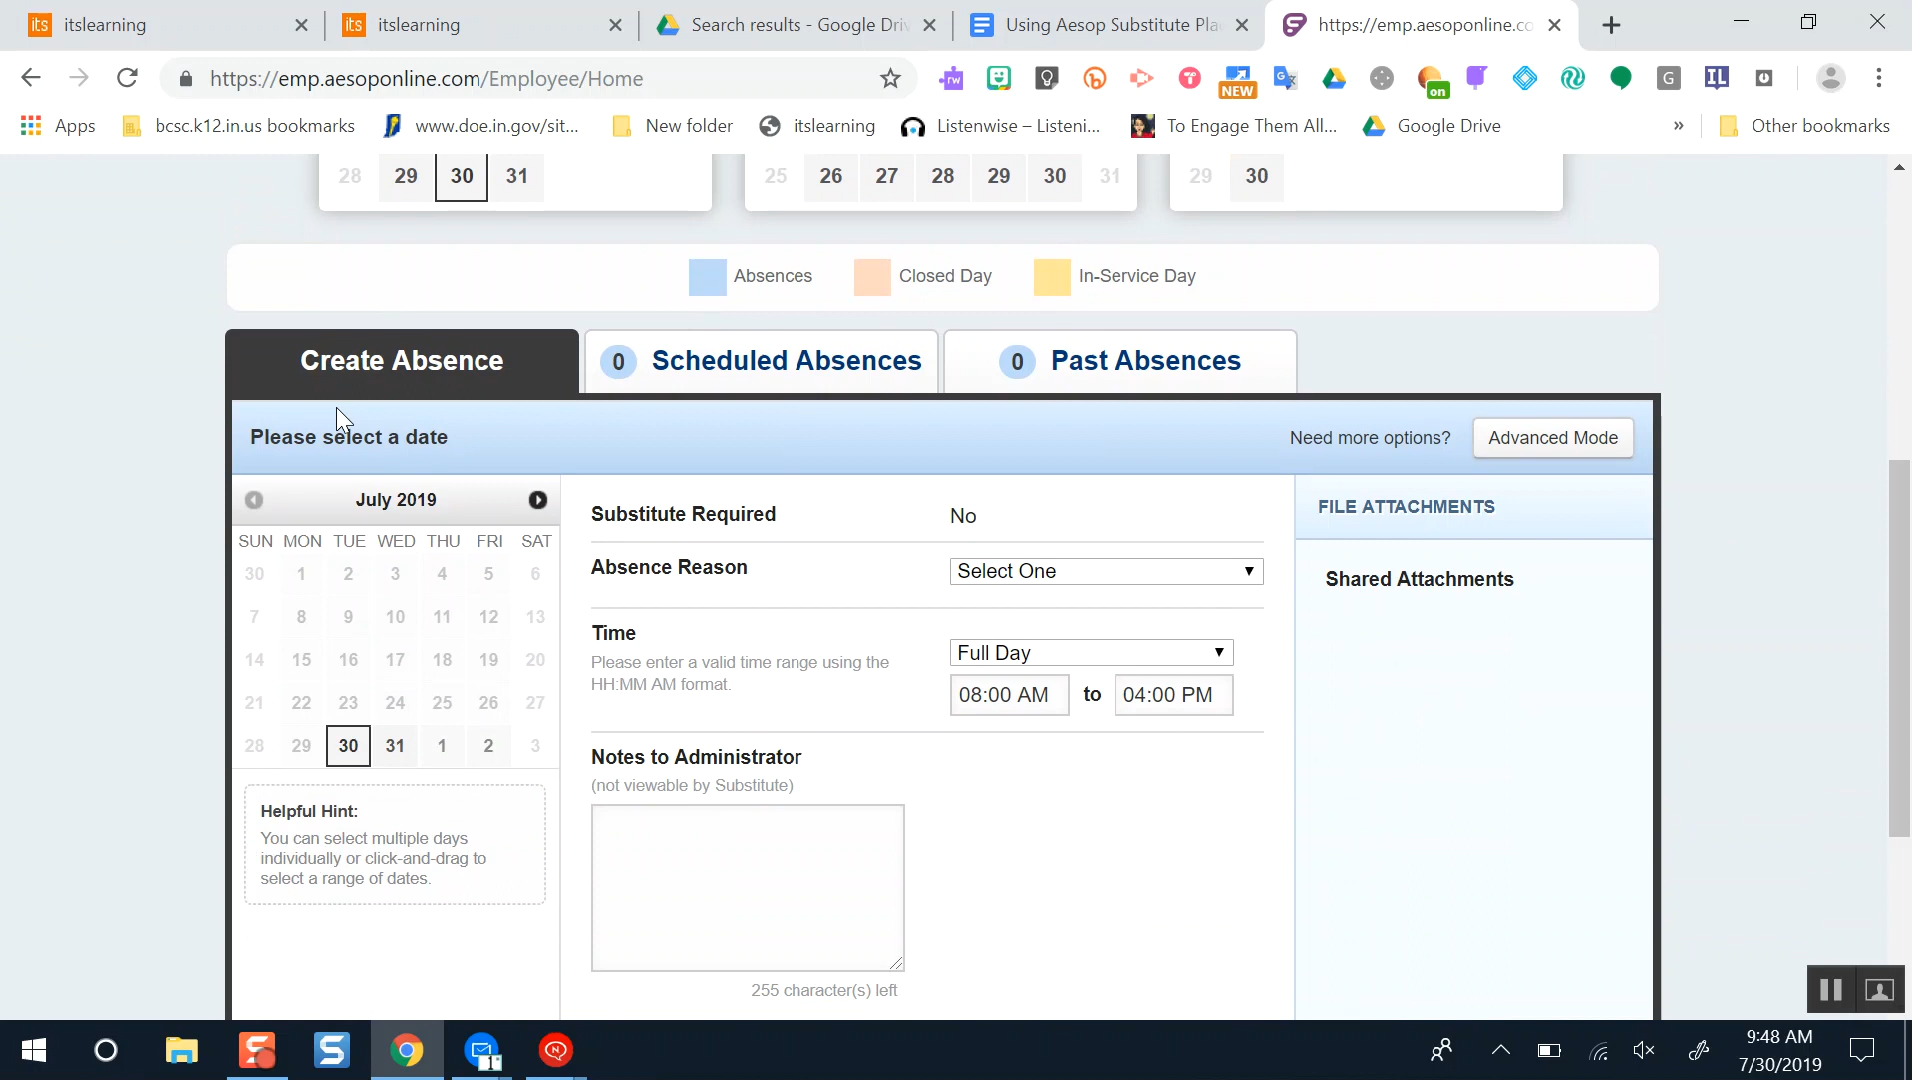 itslearning
itslearning
Search results - Google Driv
Using Aesop Substitute Pla
https://emp.aesoponline.co
https://emp.aesoponline.com/Employee/Home
NEW
on
G
IL
Apps
bcsc.k12.in.us bookmarks
www.doe.in.gov/sit...
New folder
itslearning
Listenwise – Listeni...
To Engage Them All...
Google Drive
»
Other bookmarks
28 29 30 31
25 26 27 28 29 30 31
29 30
Absences
Closed Day
In-Service Day
Create Absence
0 Scheduled Absences
0 Past Absences
Please select a date
Need more options?
Advanced Mode
July 2019
SUN MON TUE WED THU FRI SAT
30 1 2 3 4 5 6
7 8 9 10 11 12 13
14 15 16 17 18 19 20
21 22 23 24 25 26 27
28 29 30 31 1 2 3
Helpful Hint:
You can select multiple days
individually or click-and-drag to
select a range of dates.
Substitute Required
No
Absence Reason
Select One
Time
Please enter a valid time range using the
HH:MM AM format.
Full Day
08:00 AM to 04:00 PM
Notes to Administrator
(not viewable by Substitute)
255 character(s) left
FILE ATTACHMENTS
Shared Attachments
1
9:48 AM
7/30/2019